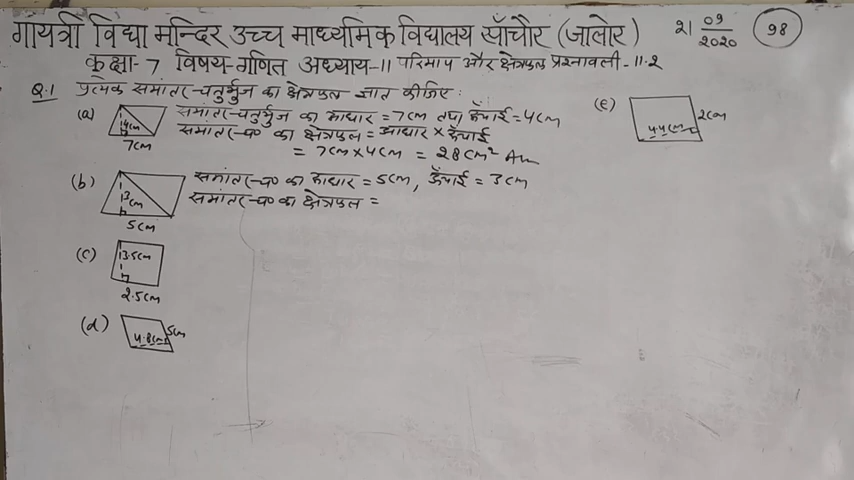 गायत्री विद्या मन्दिर उच्च माध्यमिक विद्यालय साँचौर (जालोर) 21 09/2020 98
कक्षा-7 विषय-गणित अध्याय-11 परिमाप और क्षेत्रफल प्रश्नावली-11.2
Q.1 प्रत्येक समांतर-चतुर्भुज का क्षेत्रफल ज्ञात कीजिए:
(a) 4cm 7cm समांतर-चतुर्भुज का आधार = 7cm तथा ऊँचाई = 4cm
समांतर-च० का क्षेत्रफल = आधार × ऊँचाई
= 7cm × 4cm = 28cm² Ans
(b) 3cm 5cm समांतर-च० का आधार = 5cm, ऊँचाई = 3cm
समांतर-च० का क्षेत्रफल =
(c) 3.5cm 2.5cm
(d) 4.8cm 5cm
(e) 4.4cm 2cm